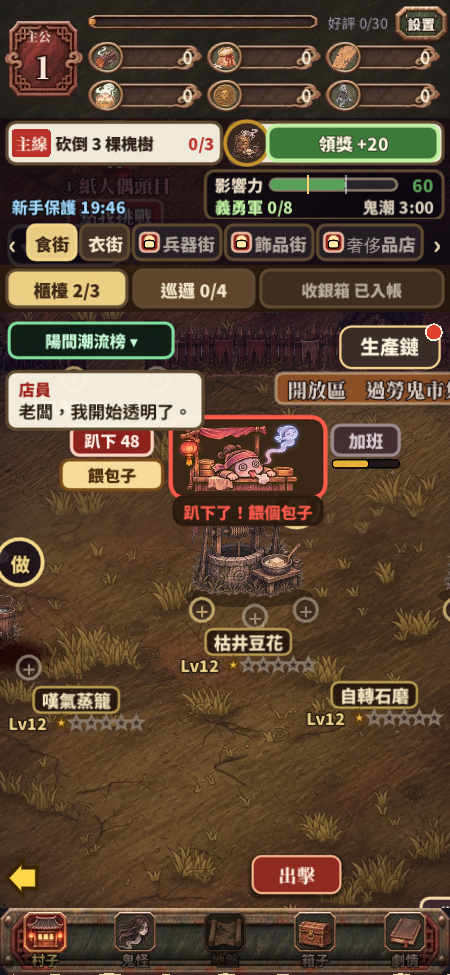 主公
1
好評 0/30
設置
0
0
0
0
0
0
主線 砍倒 3 棵槐樹 0/3
領獎 +20
①紙人偶頭目
新手保護 19:46
影響力 60
義勇軍 0/8 鬼潮 3:00
‹ 食街 衣街 兵器街 飾品街 奢侈品店 ›
櫃檯 2/3
巡邏 0/4
收銀箱 已入帳
陽間潮流榜 ▾
生產鏈
店員
老闆，我開始透明了。
開放區 過勞鬼市
趴下 48
加班
餵包子
趴下了！餵個包子
做
枯井豆花
Lv12
嘆氣蒸籠
Lv12
自轉石磨
Lv12
出擊
村子
鬼怪
地盤
箱子
劇情